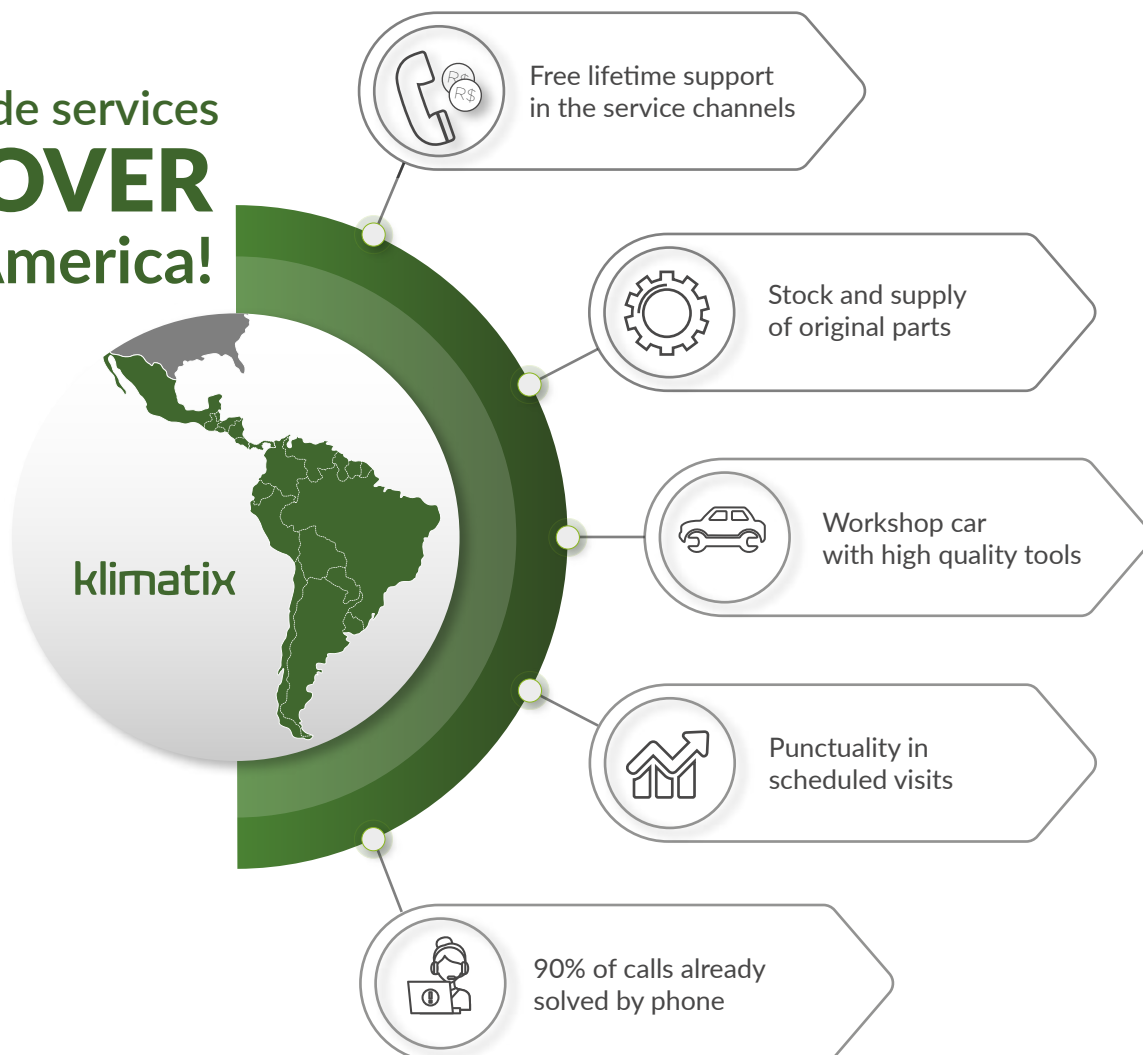 de services
OVER
America!
klimatix
R$
R$
Free lifetime support
in the service channels
Stock and supply
of original parts
Workshop car
with high quality tools
Punctuality in
scheduled visits
90% of calls already
solved by phone